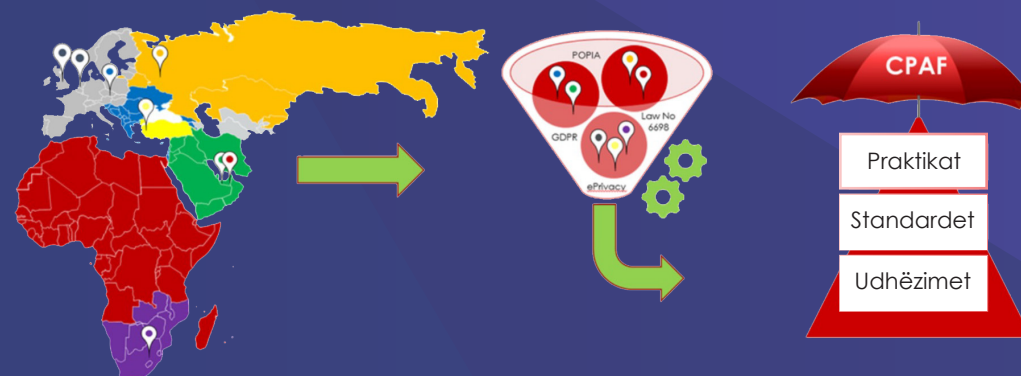 POPIA
Law No
6698
GDPR
ePrivacy
CPAF
Praktikat
Standardet
Udhëzimet